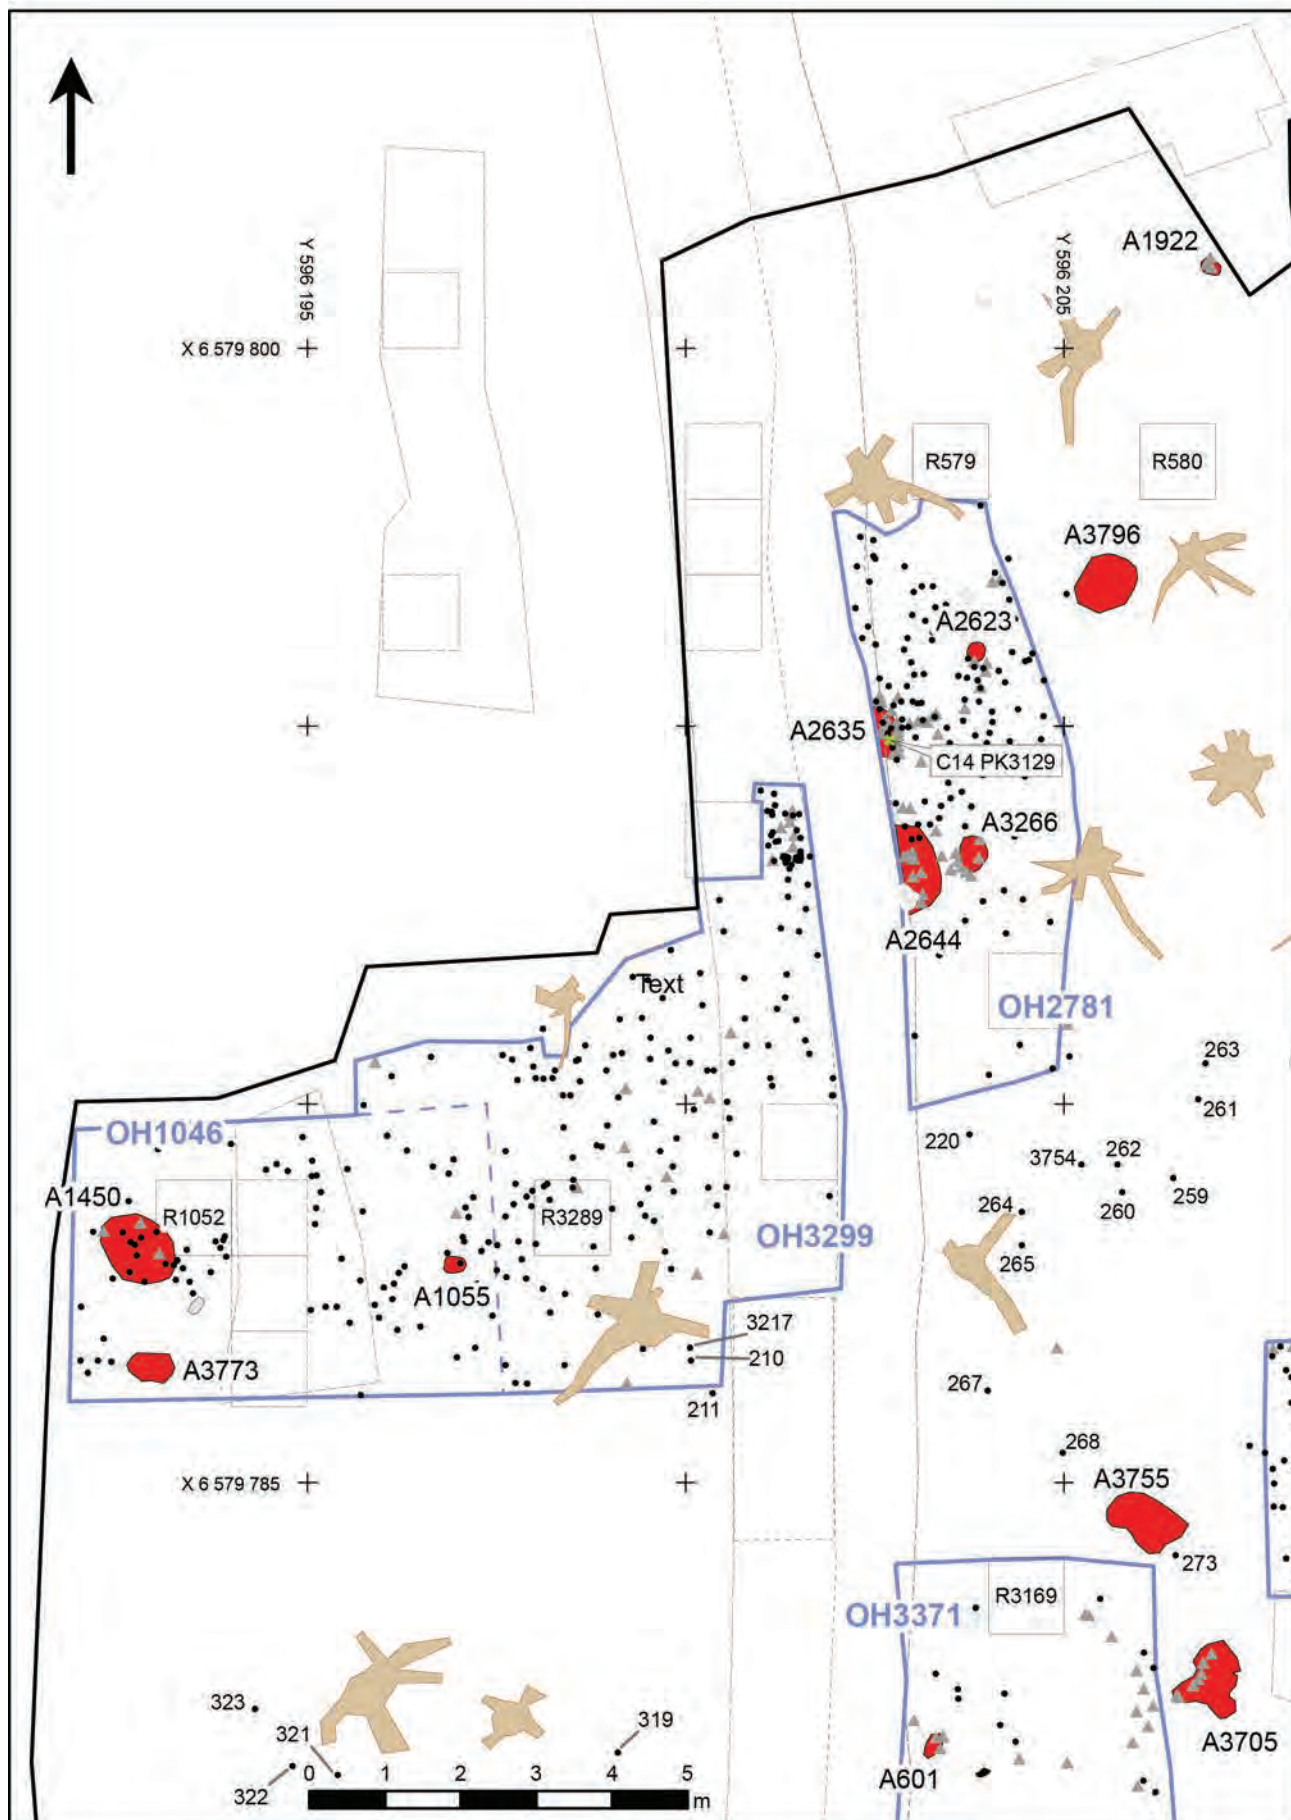 A1922
Y 596 195
Y 596 205
X 6 579 800
R579
R580
A3796
A2623
A2635
C14 PK3129
A3266
A2644
Text
OH2781
263
261
OH1046
220
3754
262
A1450
R1052
R3289
264
260
259
OH3299
265
A1055
3217
210
A3773
267
211
268
X 6 579 785
A3755
273
R3169
OH3371
323
321
319
A3705
322
A601
0 1 2 3 4 5
m